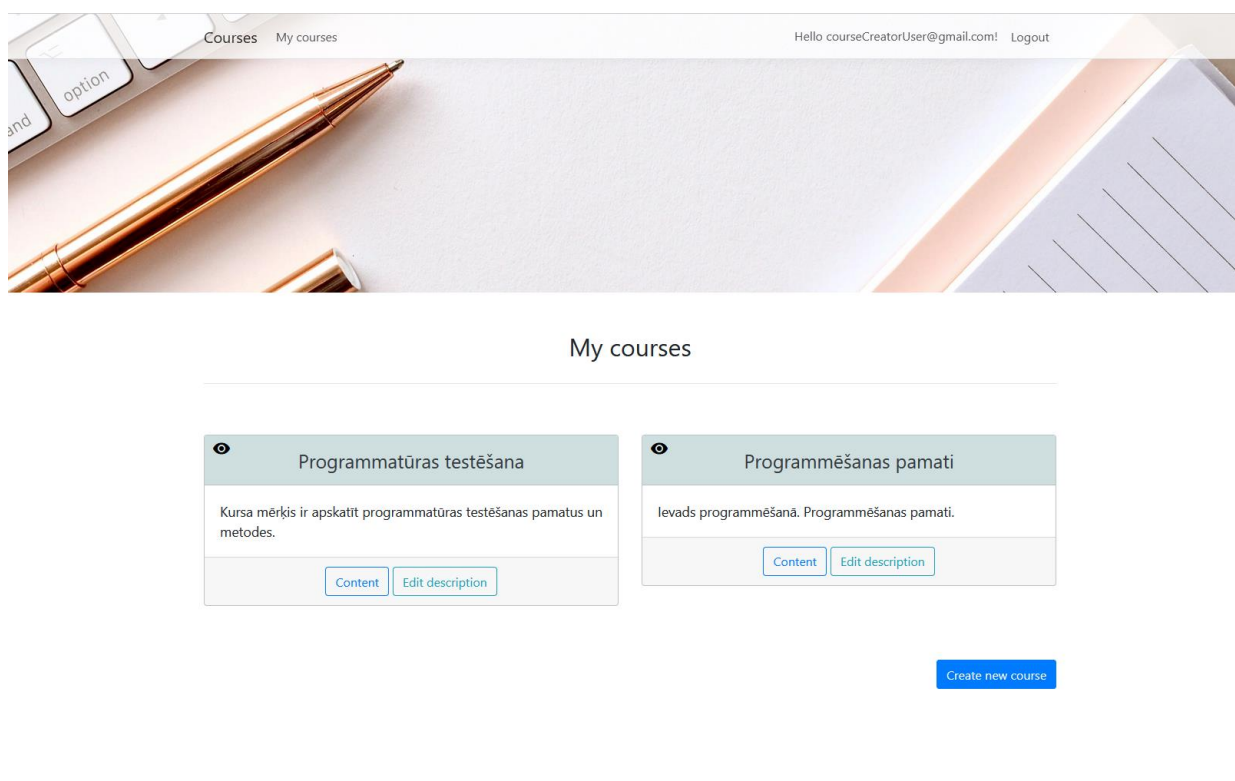 Courses My courses Hello courseCreatorUser@gmail.com! Logout
option
and
My courses
Programmatūras testēšana
Kursa mērķis ir apskatīt programmatūras testēšanas pamatus un
metodes.
Content Edit description
Programmēšanas pamati
Ievads programmēšanā. Programmēšanas pamati.
Content Edit description
Create new course